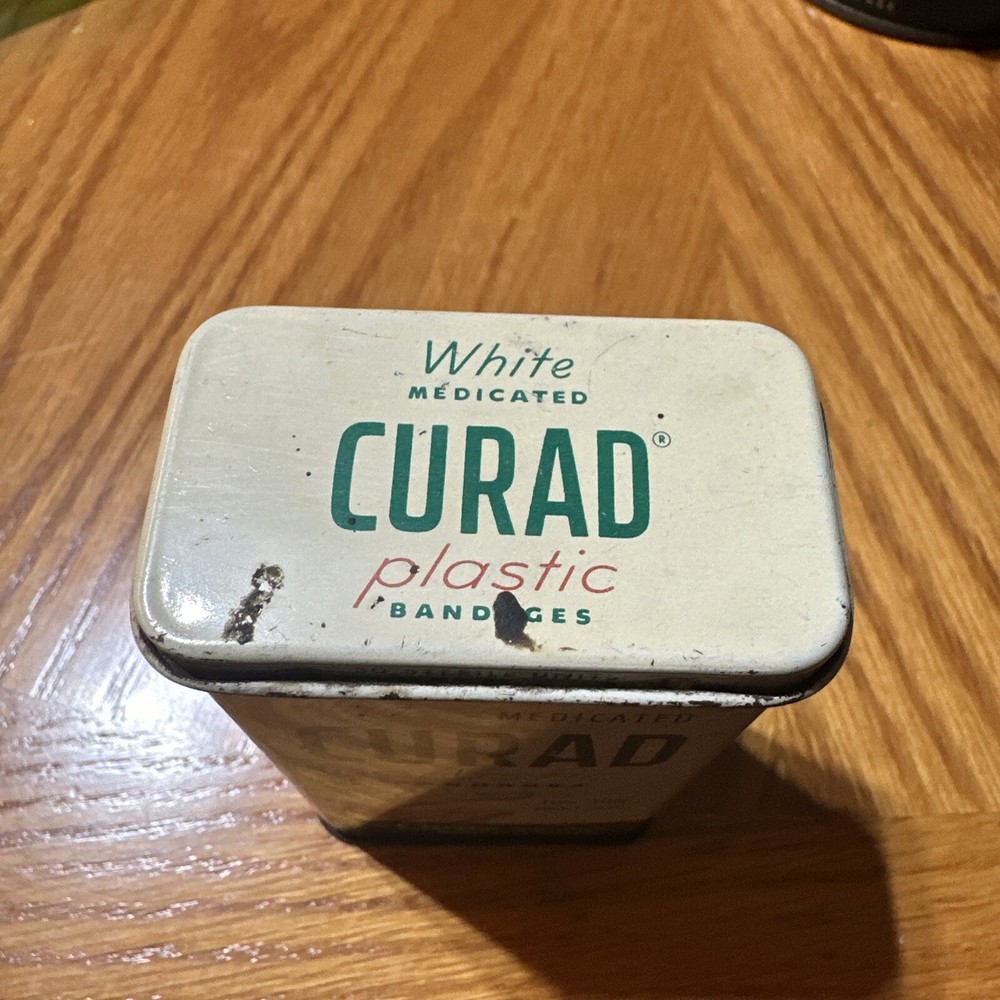 White
MEDICATED
CURAD®
plastic
BANDAGES
MEDICATED
CURAD